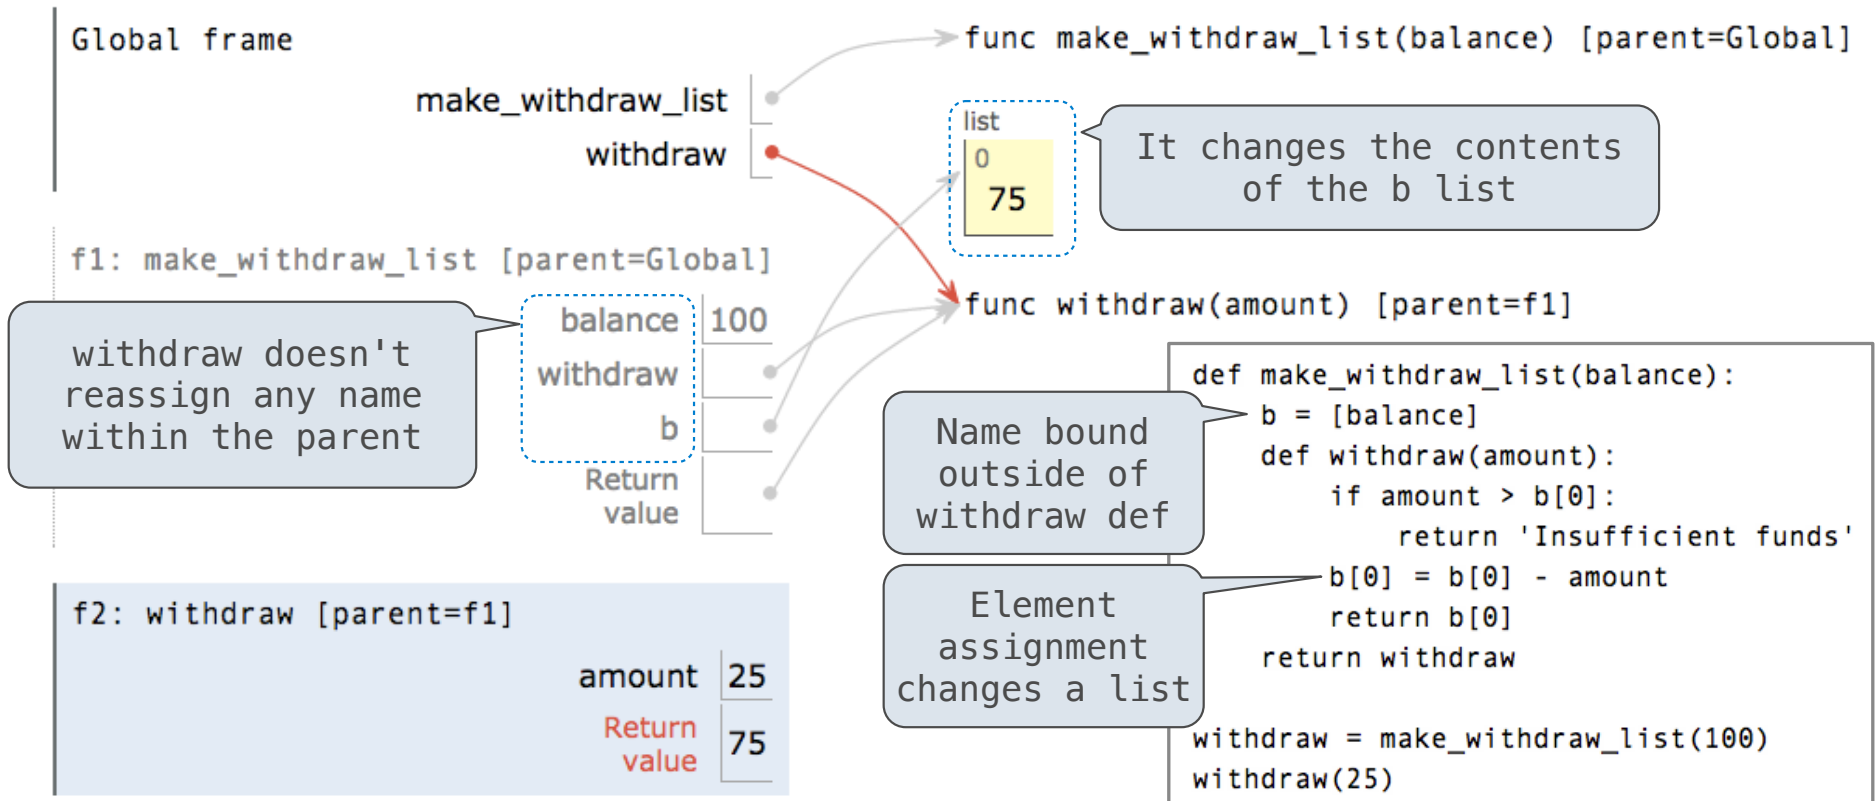 Global frame
make_withdraw_list
withdraw
func make_withdraw_list(balance) [parent=Global]
list
0
75
It changes the contents
of the b list
f1: make_withdraw_list [parent=Global]
balance 100
withdraw
b
Return
value
withdraw doesn't
reassign any name
within the parent
func withdraw(amount) [parent=f1]
f2: withdraw [parent=f1]
amount 25
Return
value 75
Name bound
outside of
withdraw def
Element
assignment
changes a list
def make_withdraw_list(balance):
    b = [balance]
    def withdraw(amount):
        if amount > b[0]:
            return 'Insufficient funds'
        b[0] = b[0] - amount
        return b[0]
    return withdraw
withdraw = make_withdraw_list(100)
withdraw(25)